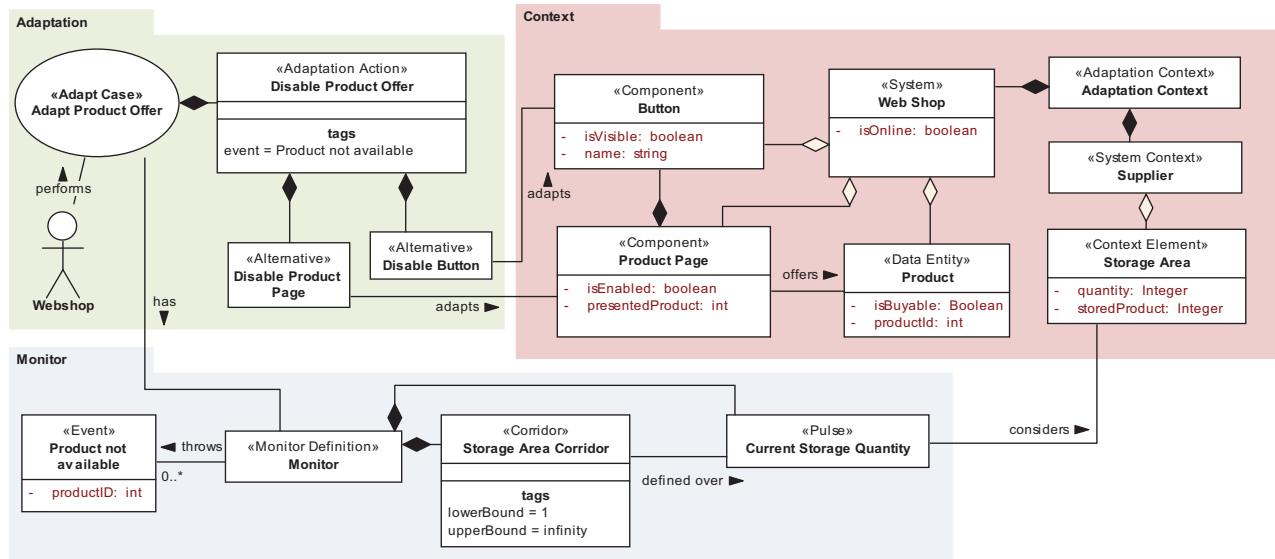 Adaptation
«Adapt Case»
Adapt Product Offer
«Adaptation Action»
Disable Product Offer
tags
event = Product not available
performs
Webshop
«Alternative»
Disable Product
Page
«Alternative»
Disable Button
has
adapts
adapts
Context
«Component»
Button
- isVisible: boolean
- name: string
«System»
Web Shop
- isOnline: boolean
«Adaptation Context»
Adaptation Context
«System Context»
Supplier
«Component»
Product Page
- isEnabled: boolean
- presentedProduct: int
offers
«Data Entity»
Product
- isBuyable: Boolean
- productId: int
«Context Element»
Storage Area
- quantity: Integer
- storedProduct: Integer
Monitor
«Event»
Product not
available
- productID: int
throws
0..*
«Monitor Definition»
Monitor
«Corridor»
Storage Area Corridor
tags
lowerBound = 1
upperBound = infinity
defined over
«Pulse»
Current Storage Quantity
considers